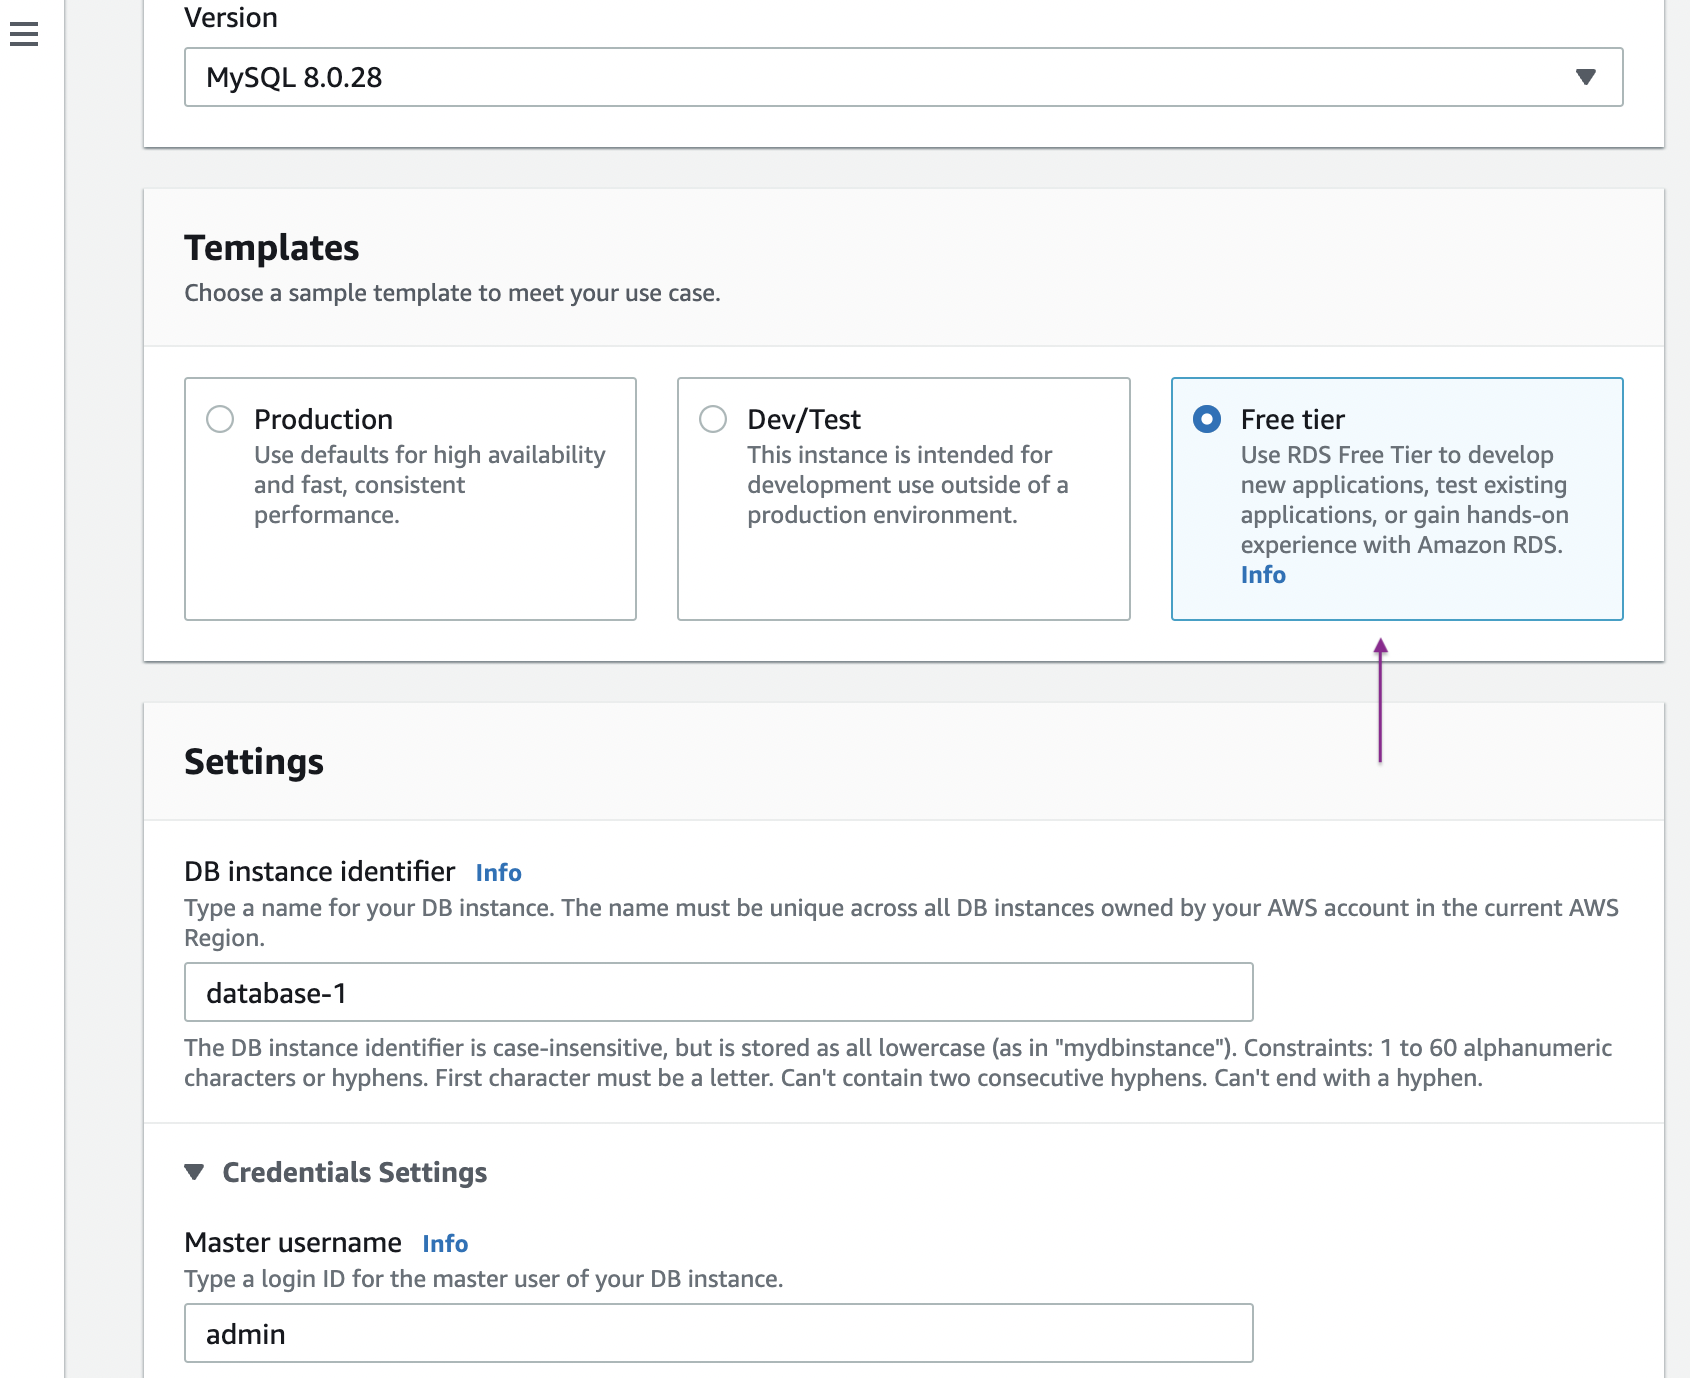 Version
MySQL 8.0.28
Templates
Choose a sample template to meet your use case.
Production
Use defaults for high availability
and fast, consistent
performance.
Dev/Test
This instance is intended for
development use outside of a
production environment.
Free tier
Use RDS Free Tier to develop
new applications, test existing
applications, or gain hands-on
experience with Amazon RDS.
Info
Settings
DB instance identifier Info
Type a name for your DB instance. The name must be unique across all DB instances owned by your AWS account in the current AWS
Region.
database-1
The DB instance identifier is case-insensitive, but is stored as all lowercase (as in "mydbinstance"). Constraints: 1 to 60 alphanumeric
characters or hyphens. First character must be a letter. Can't contain two consecutive hyphens. Can't end with a hyphen.
Credentials Settings
Master username Info
Type a login ID for the master user of your DB instance.
admin